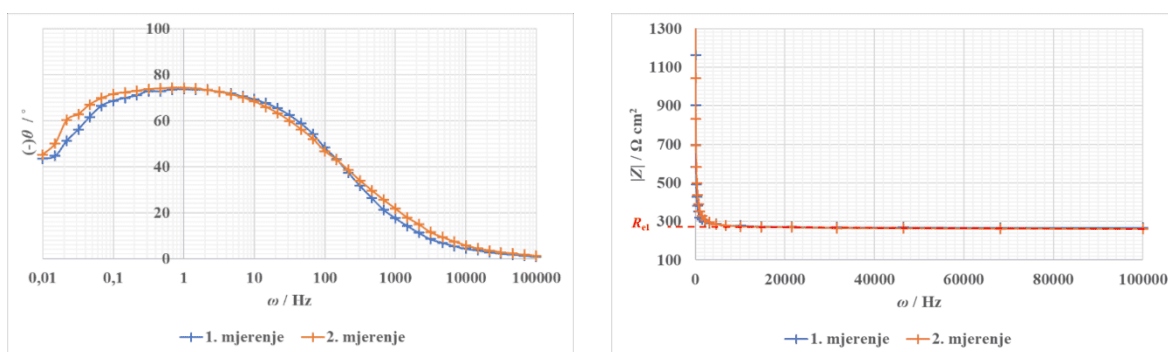 100
80
60
40
20
0
(-)θ / °
0,01 0,1 1 10 100 1000 10000 100000
ω / Hz
1. mjerenje 2. mjerenje
1300
1100
900
700
500
300
100
|Z| / Ω cm²
R_el
0 20000 40000 60000 80000 100000
ω / Hz
1. mjerenje 2. mjerenje